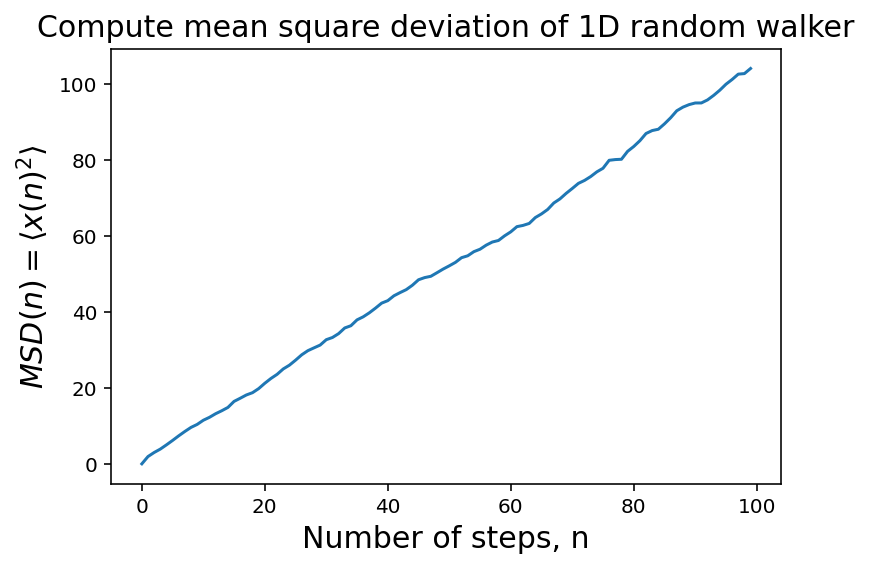 Compute mean square deviation of 1D random walker
MSD(n) = ⟨x(n)²⟩
100
80
60
40
20
0
0 20 40 60 80 100
Number of steps, n